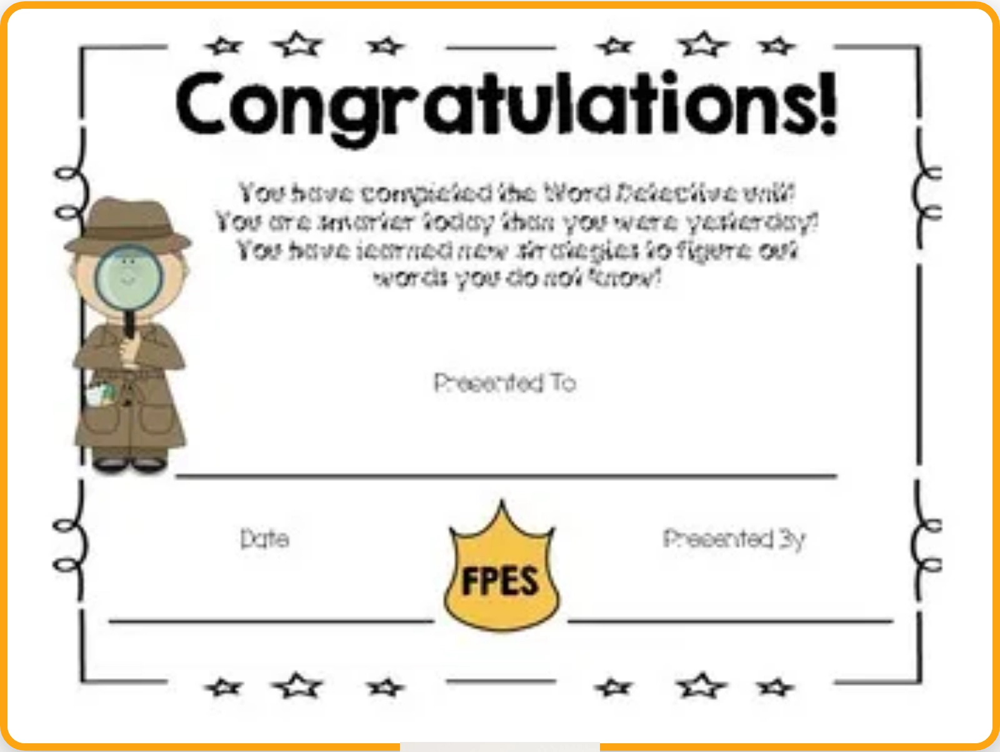 Congratulations!
You have completed the Word Detective unit!
You are smarter today than you were yesterday!
You have learned new strategies to figure out
words you do not know!
Presented To
Date
FPES
Presented By